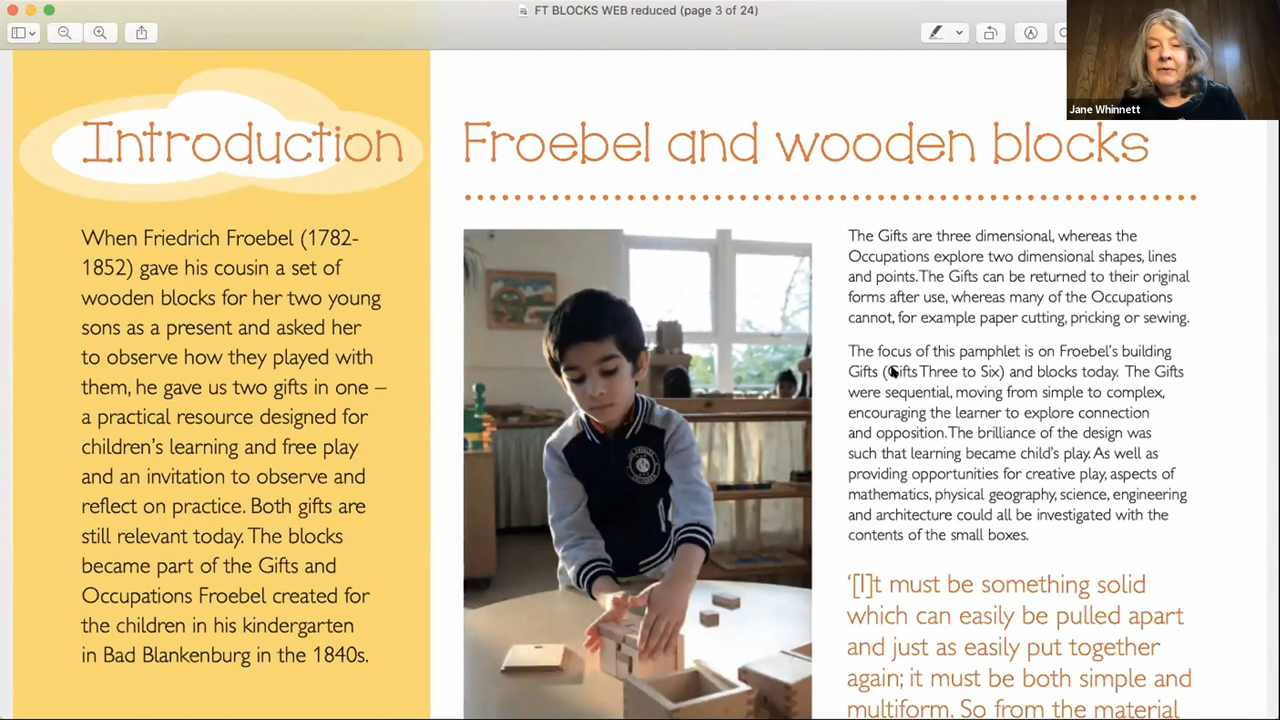 FT BLOCKS WEB reduced (page 3 of 24)
Jane Whinnett
Introduction
When Friedrich Froebel (1782-
1852) gave his cousin a set of
wooden blocks for her two young
sons as a present and asked her
to observe how they played with
them, he gave us two gifts in one –
a practical resource designed for
children's learning and free play
and an invitation to observe and
reflect on practice. Both gifts are
still relevant today. The blocks
became part of the Gifts and
Occupations Froebel created for
the children in his kindergarten
in Bad Blankenburg in the 1840s.
Froebel and wooden blocks
The Gifts are three dimensional, whereas the
Occupations explore two dimensional shapes, lines
and points. The Gifts can be returned to their original
forms after use, whereas many of the Occupations
cannot, for example paper cutting, pricking or sewing.
The focus of this pamphlet is on Froebel's building
Gifts (Gifts Three to Six) and blocks today. The Gifts
were sequential, moving from simple to complex,
encouraging the learner to explore connection
and opposition. The brilliance of the design was
such that learning became child's play. As well as
providing opportunities for creative play, aspects of
mathematics, physical geography, science, engineering
and architecture could all be investigated with the
contents of the small boxes.
'[I]t must be something solid
which can easily be pulled apart
and just as easily put together
again; it must be both simple and
multiform. So from the material